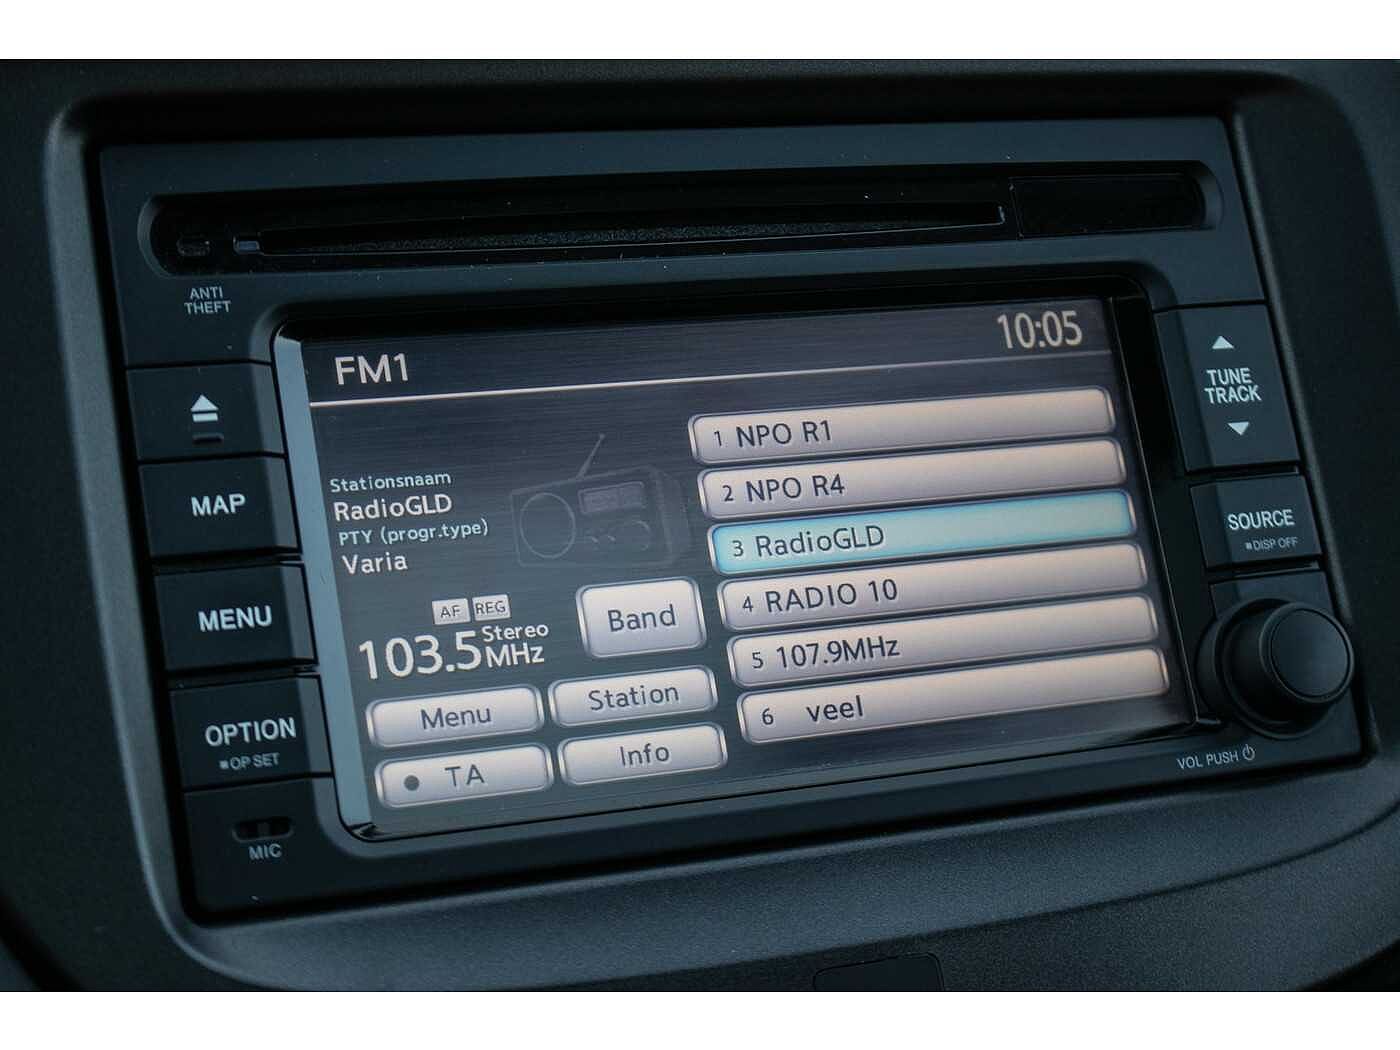 ANTI
THEFT
FM1
10:05
MAP
MENU
OPTION
■OP SET
MIC
Stationsnaam
RadioGLD
PTY (progr.type)
Varia
AF REG
103.5 Stereo
MHz
Band
Menu
Station
● TA
Info
1 NPO R1
2 NPO R4
3 RadioGLD
4 RADIO 10
5 107.9MHz
6 veel
TUNE
TRACK
SOURCE
■DISP OFF
VOL PUSH